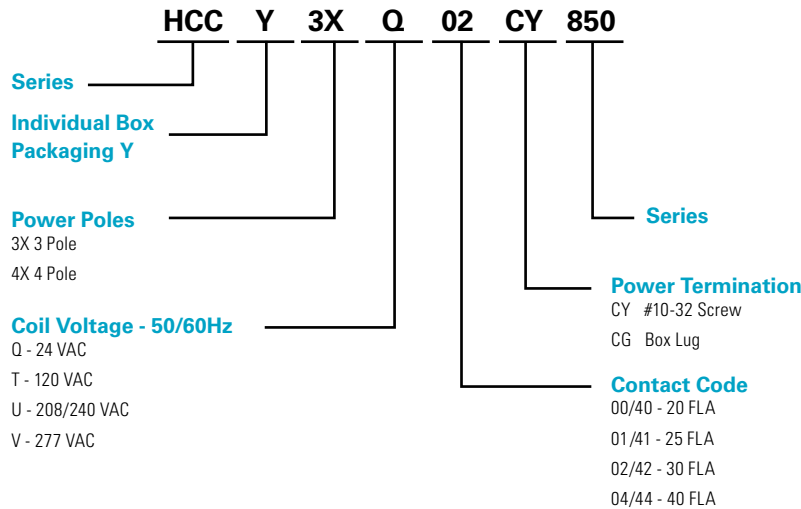 HCC Y 3X Q 02 CY 850
Series
Individual Box
Packaging Y
Power Poles
3X 3 Pole
4X 4 Pole
Coil Voltage - 50/60Hz
Q - 24 VAC
T - 120 VAC
U - 208/240 VAC
V - 277 VAC
Series
Power Termination
CY #10-32 Screw
CG Box Lug
Contact Code
00/40 - 20 FLA
01/41 - 25 FLA
02/42 - 30 FLA
04/44 - 40 FLA